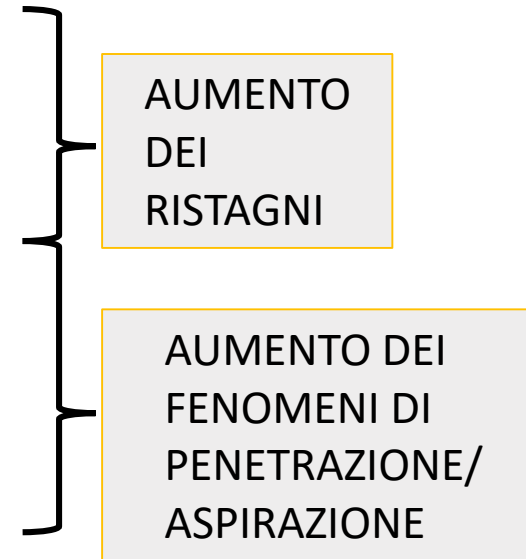 AUMENTO
DEI
RISTAGNI
AUMENTO DEI
FENOMENI DI
PENETRAZIONE/
ASPIRAZIONE